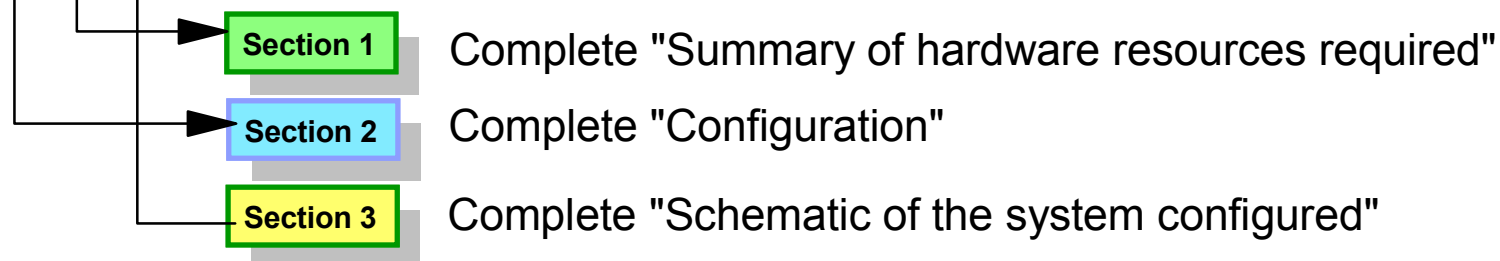 Section 1 Complete "Summary of hardware resources required"
Section 2 Complete "Configuration"
Section 3 Complete "Schematic of the system configured"